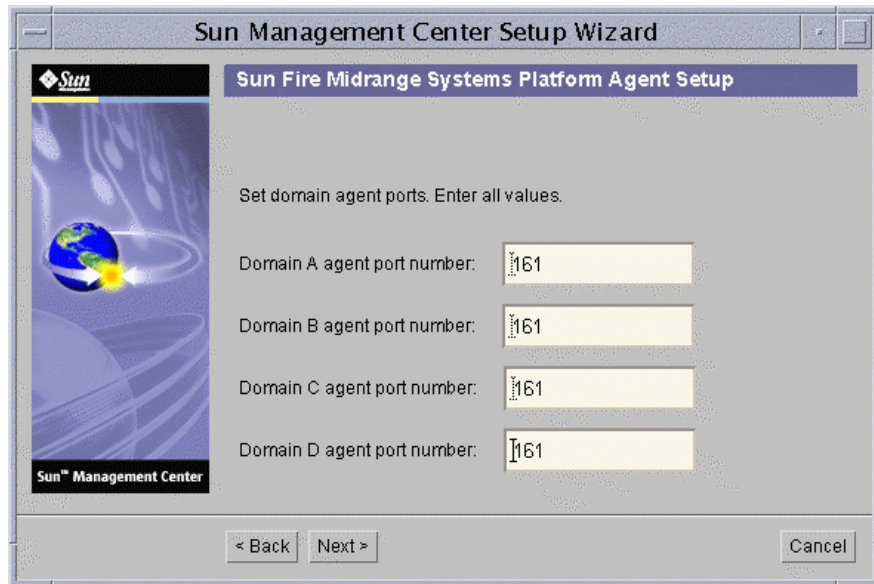 Sun Management Center Setup Wizard
Sun
Sun Fire Midrange Systems Platform Agent Setup
Set domain agent ports. Enter all values.
Domain A agent port number: 161
Domain B agent port number: 161
Domain C agent port number: 161
Domain D agent port number: 161
Sun™ Management Center
< Back Next > Cancel